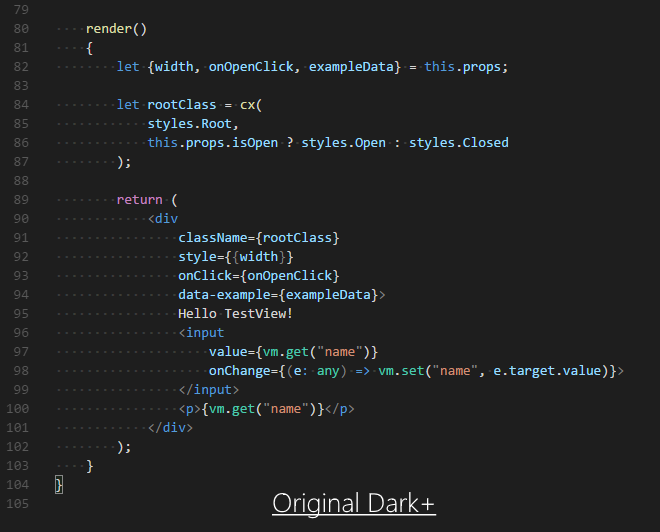 79
80     render()
81     {
82         let {width, onOpenClick, exampleData} = this.props;
83
84         let rootClass = cx(
85             styles.Root,
86             this.props.isOpen ? styles.Open : styles.Closed
87         );
88
89         return (
90             <div
91                 className={rootClass}
92                 style={{width}}
93                 onClick={onOpenClick}
94                 data-example={exampleData}>
95                 Hello TestView!
96                 <input
97                     value={vm.get("name")}
98                     onChange={(e: any) => vm.set("name", e.target.value)}>
99                 </input>
100                <p>{vm.get("name")}</p>
101            </div>
102        );
103    }
104 }
105
Original Dark+